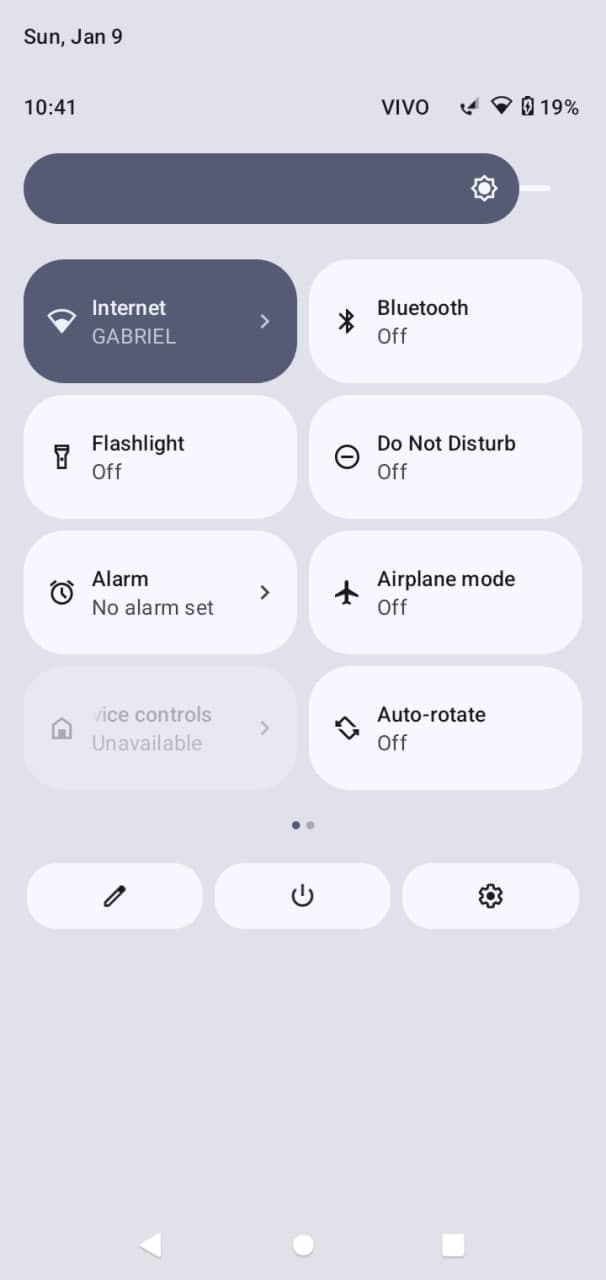 Sun, Jan 9
10:41 VIVO 19%
Internet
GABRIEL
Bluetooth
Off
Flashlight
Off
Do Not Disturb
Off
Alarm
No alarm set
Airplane mode
Off
vice controls
Unavailable
Auto-rotate
Off